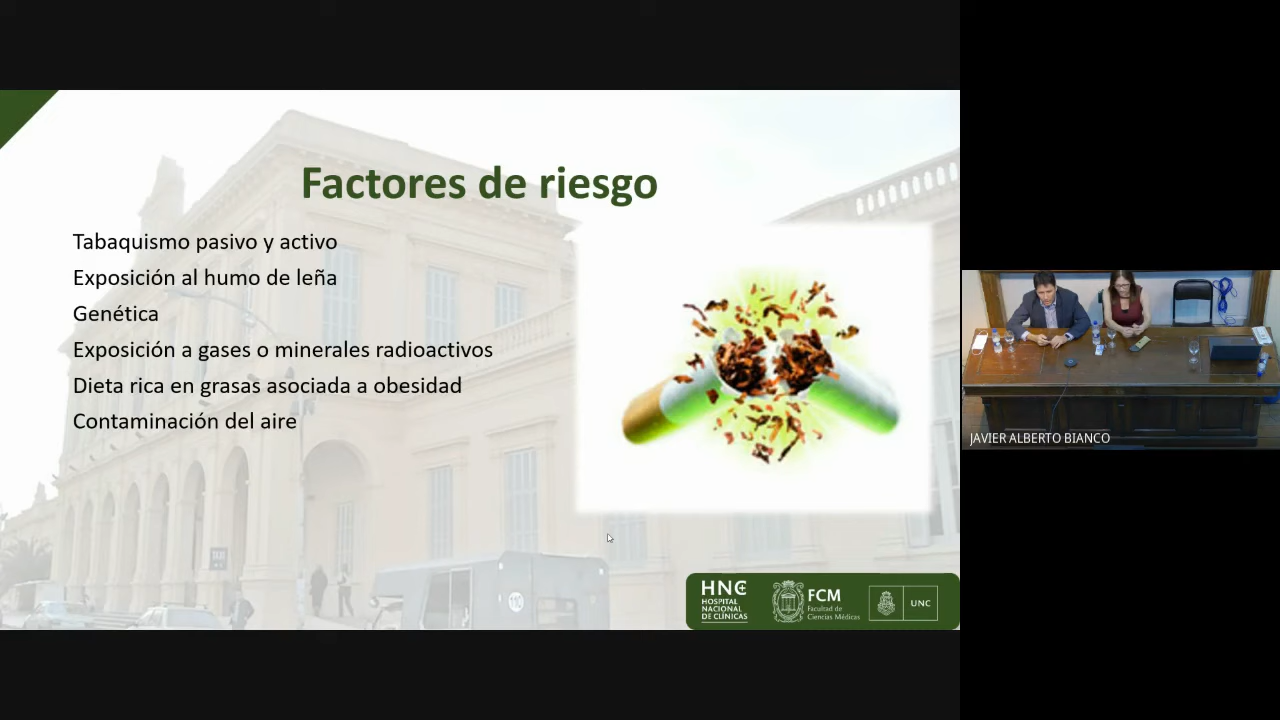 Factores de riesgo
Tabaquismo pasivo y activo
Exposición al humo de leña
Genética
Exposición a gases o minerales radioactivos
Dieta rica en grasas asociada a obesidad
Contaminación del aire
HNC
HOSPITAL
NACIONAL
DE CLÍNICAS
FCM
Facultad de
Ciencias Médicas
UNC
JAVIER ALBERTO BIANCO